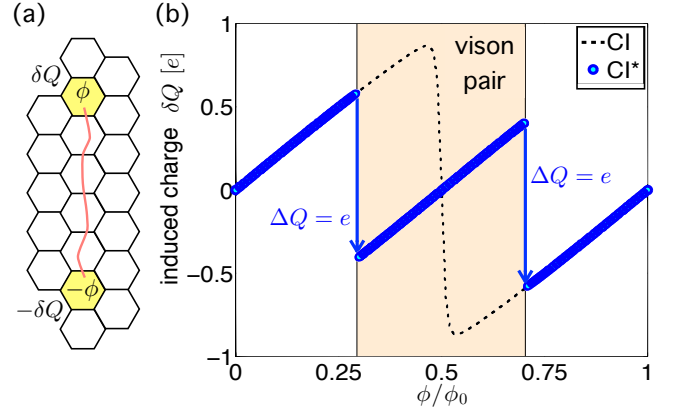 (a)
δQ
ϕ
−ϕ
−δQ
(b)
induced charge δQ [e]
1
0.5
0
−0.5
−1
vison
pair
CI
CI*
ΔQ = e
ΔQ = e
0
0.25
0.5
0.75
1
ϕ/ϕ₀